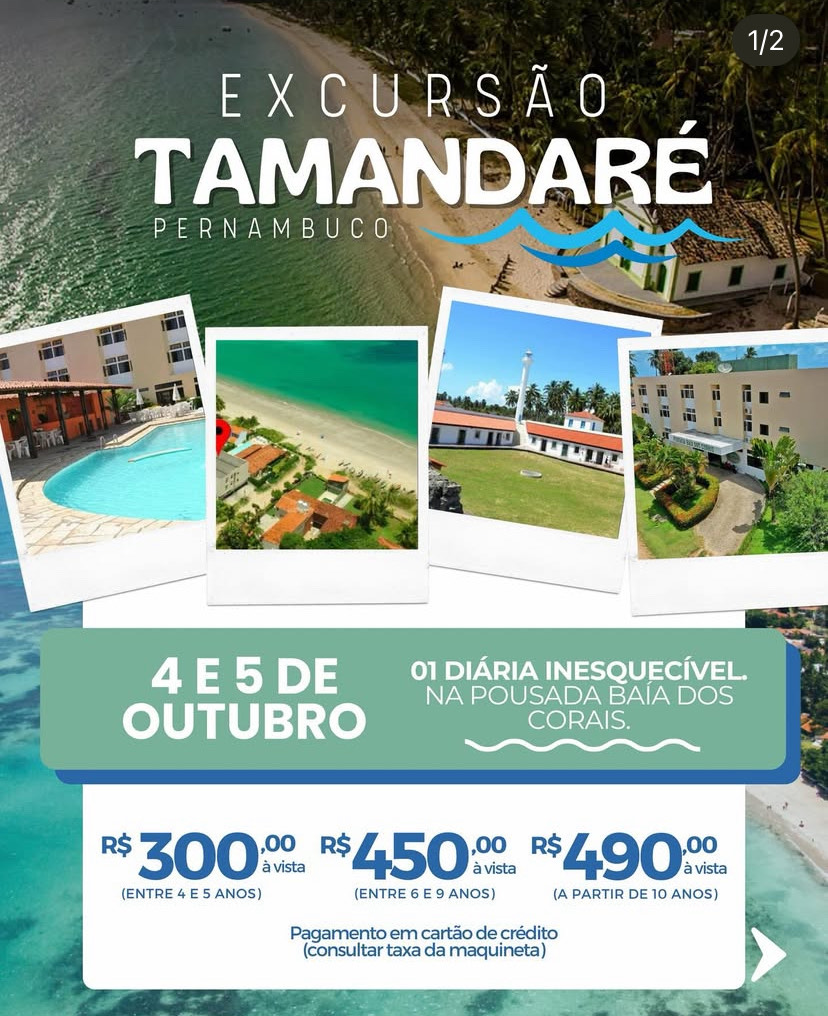 1/2
EXCURSÃO
TAMANDARÉ
PERNAMBUCO
4 E 5 DE
OUTUBRO
01 DIÁRIA INESQUECÍVEL.
NA POUSADA BAÍA DOS
CORAIS.
R$ 300,00 à vista
(ENTRE 4 E 5 ANOS)
R$ 450,00 à vista
(ENTRE 6 E 9 ANOS)
R$ 490,00 à vista
(A PARTIR DE 10 ANOS)
Pagamento em cartão de crédito
(consultar taxa da maquineta)